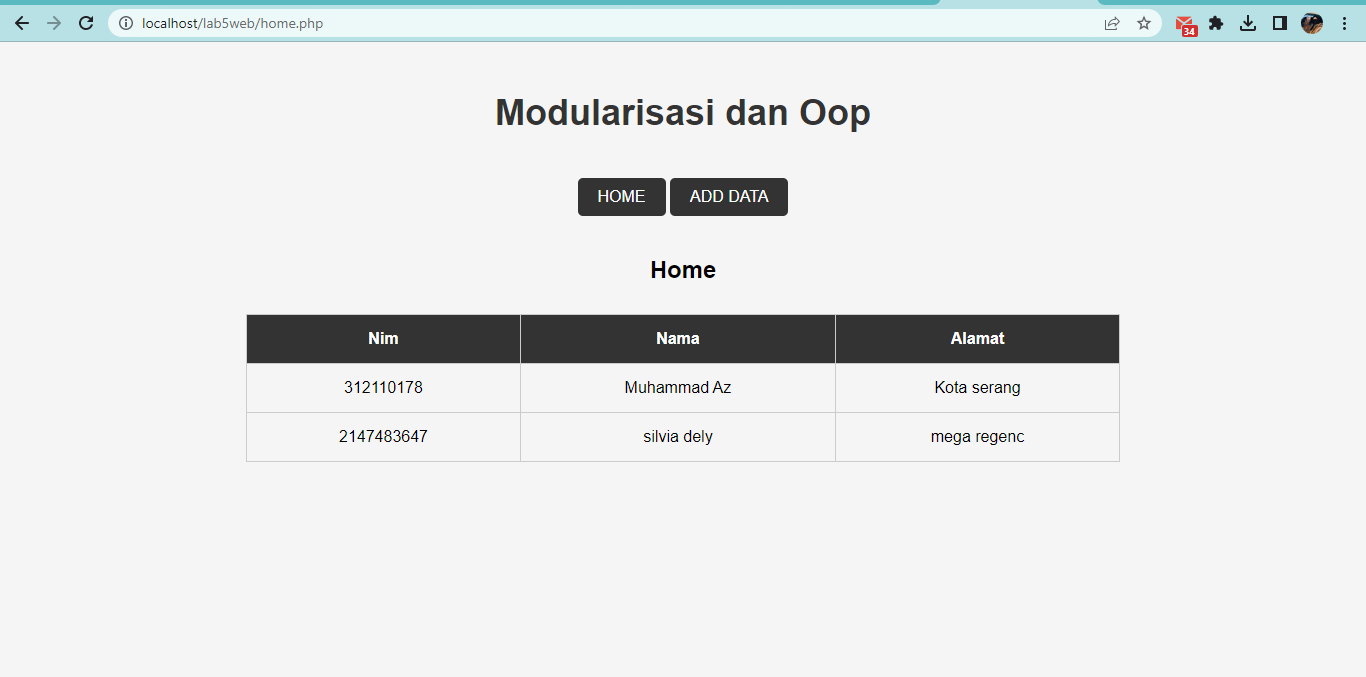 localhost/lab5web/home.php
34
Modularisasi dan Oop
HOME ADD DATA
Home
Nim Nama Alamat
312110178 Muhammad Az Kota serang
2147483647 silvia dely mega regenc